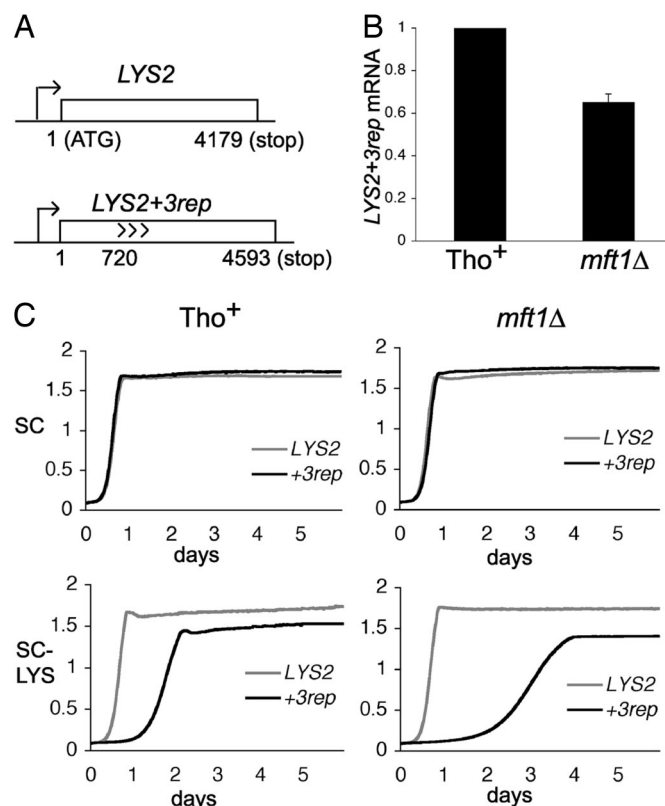 A
LYS2
1 (ATG) 4179 (stop)
LYS2+3rep
1 720 4593 (stop)
B
LYS2+3rep mRNA
1
0.8
0.6
0.4
0.2
0
Tho+ mft1Δ
C
Tho+ mft1Δ
SC
2
1.5
1
0.5
0
LYS2
+3rep
0 1 2 3 4 5
days
2
1.5
1
0.5
0
LYS2
+3rep
0 1 2 3 4 5
days
SC-
LYS
2
1.5
1
0.5
0
LYS2
+3rep
0 1 2 3 4 5
days
2
1.5
1
0.5
0
LYS2
+3rep
0 1 2 3 4 5
days